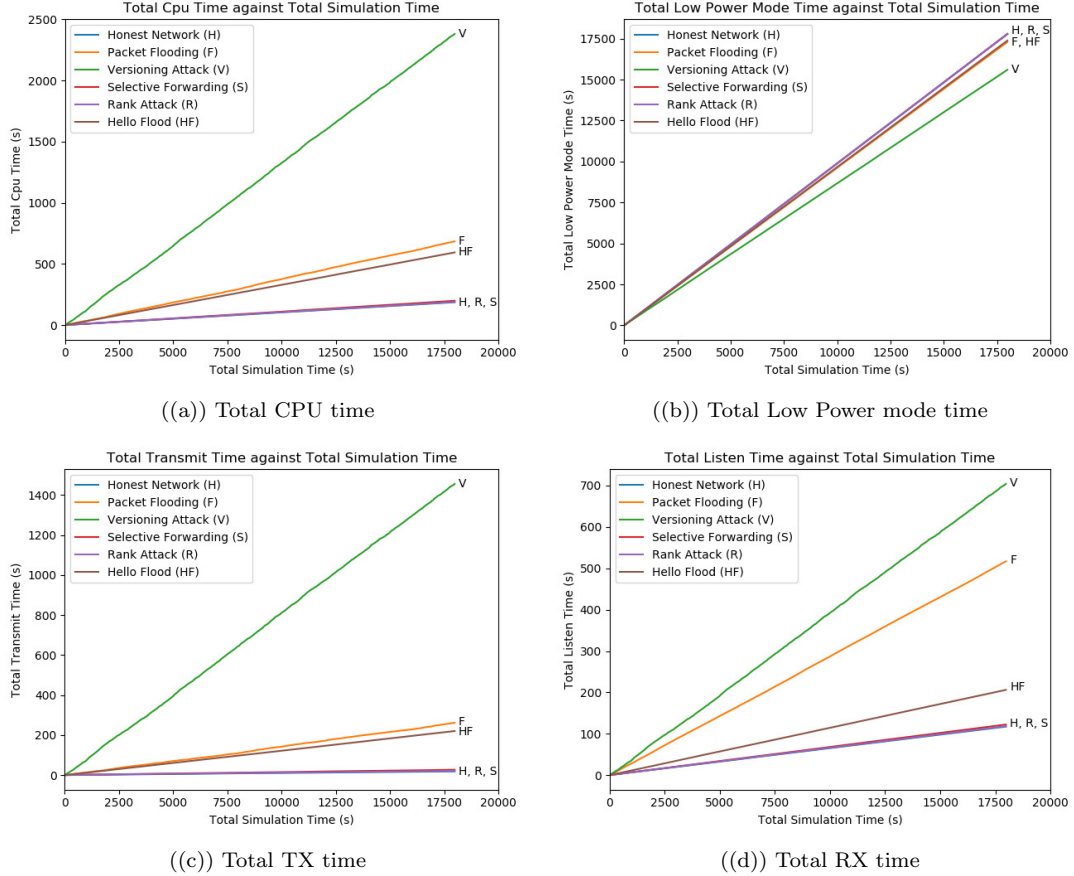 Total Cpu Time against Total Simulation Time
Total Cpu Time (s)
2500
2000
1500
1000
500
0
Honest Network (H)
Packet Flooding (F)
Versioning Attack (V)
Selective Forwarding (S)
Rank Attack (R)
Hello Flood (HF)
V
F
HF
H, R, S
0 2500 5000 7500 10000 12500 15000 17500 20000
Total Simulation Time (s)
((a)) Total CPU time
Total Low Power Mode Time against Total Simulation Time
Total Low Power Mode Time (s)
17500
15000
12500
10000
7500
5000
2500
0
Honest Network (H)
Packet Flooding (F)
Versioning Attack (V)
Selective Forwarding (S)
Rank Attack (R)
Hello Flood (HF)
H, R, S
F, HF
V
0 2500 5000 7500 10000 12500 15000 17500 20000
Total Simulation Time (s)
((b)) Total Low Power mode time
Total Transmit Time against Total Simulation Time
Total Transmit Time (s)
1400
1200
1000
800
600
400
200
0
Honest Network (H)
Packet Flooding (F)
Versioning Attack (V)
Selective Forwarding (S)
Rank Attack (R)
Hello Flood (HF)
V
F
HF
H, R, S
0 2500 5000 7500 10000 12500 15000 17500 20000
Total Simulation Time (s)
((c)) Total TX time
Total Listen Time against Total Simulation Time
Total Listen Time (s)
700
600
500
400
300
200
100
0
Honest Network (H)
Packet Flooding (F)
Versioning Attack (V)
Selective Forwarding (S)
Rank Attack (R)
Hello Flood (HF)
V
F
HF
H, R, S
0 2500 5000 7500 10000 12500 15000 17500 20000
Total Simulation Time (s)
((d)) Total RX time